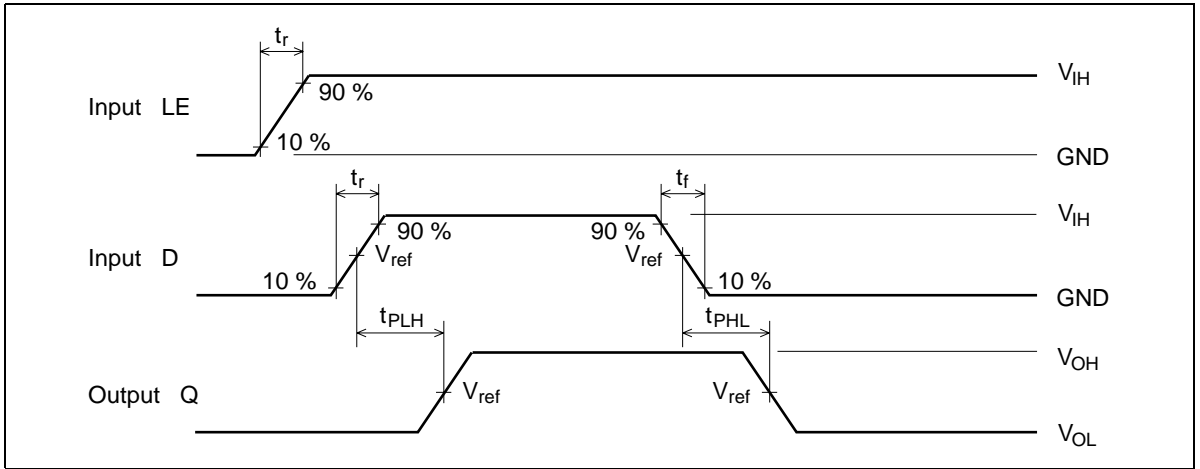 tr
VIH
90 %
Input LE
10 %
GND
tr
tf
VIH
90 %
90 %
Input D
Vref
Vref
10 %
10 %
GND
tPLH
tPHL
VOH
Output Q
Vref
Vref
VOL